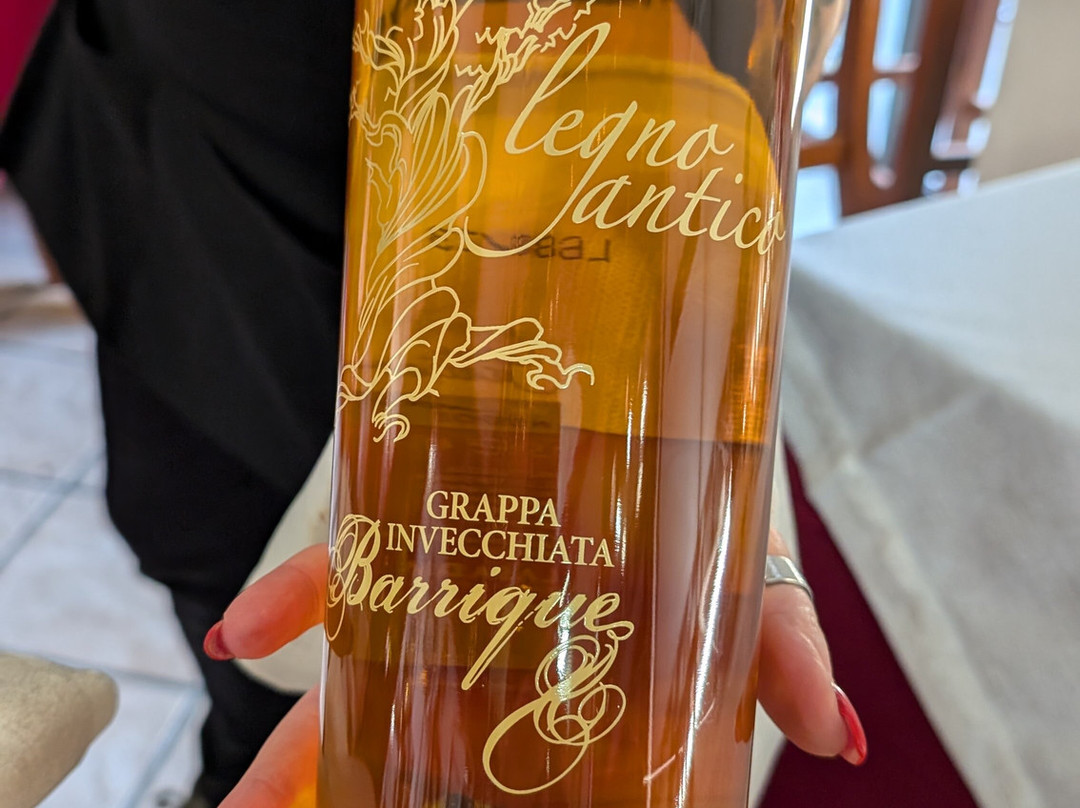 legno
antico
GRAPPA
INVECCHIATA
Barrique